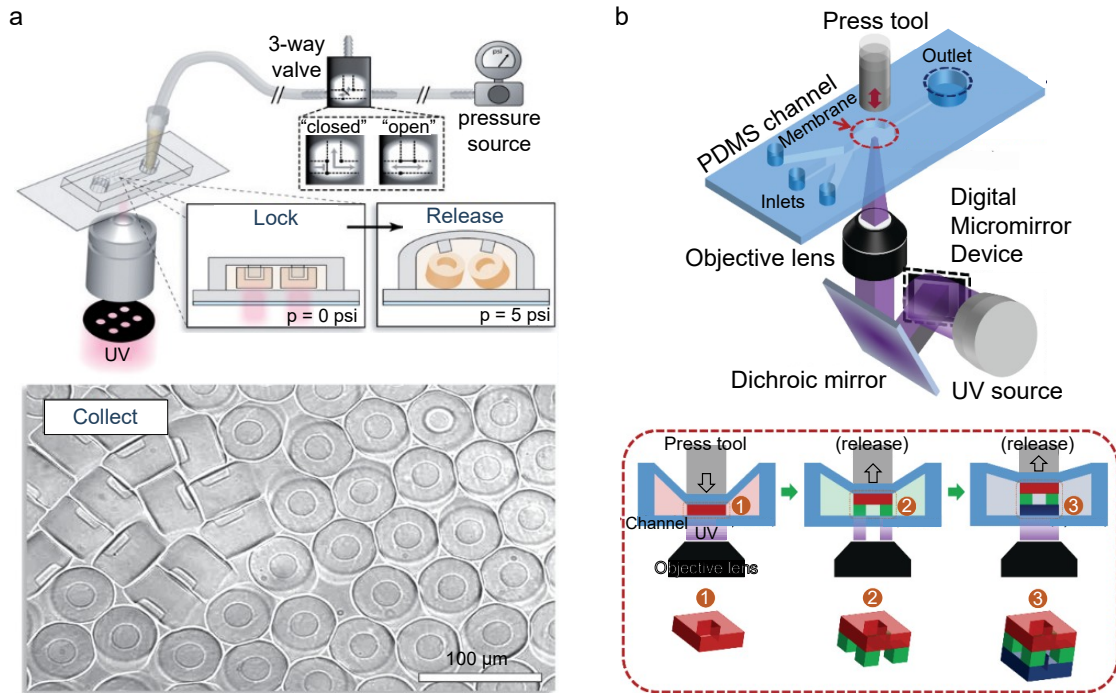 a
3-way
valve
psi
"closed"
"open"
pressure
source
Lock
Release
p = 0 psi
p = 5 psi
UV
Collect
100 µm
b
Press tool
Outlet
Membrane
PDMS channel
Inlets
Digital
Micromirror
Device
Objective lens
Dichroic mirror
UV source
Press tool
(release)
(release)
1
2
3
Channel
UV
Objective lens
1
2
3